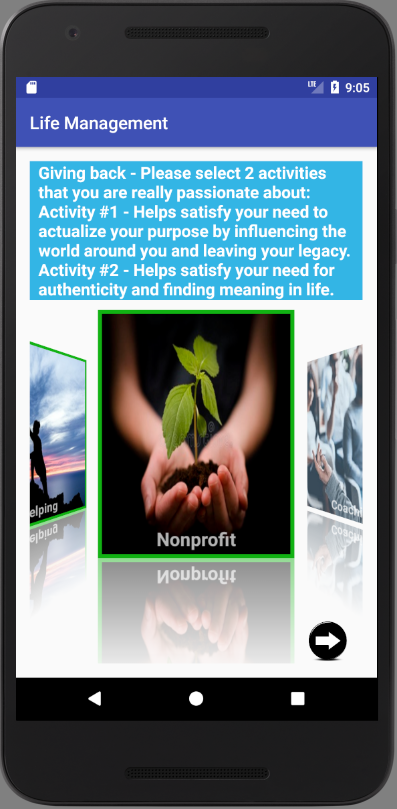 LTE 9:05
Life Management
Giving back - Please select 2 activities
that you are really passionate about:
Activity #1 - Helps satisfy your need to
actualize your purpose by influencing the
world around you and leaving your legacy.
Activity #2 - Helps satisfy your need for
authenticity and finding meaning in life.
elping
Nonprofit
Coach